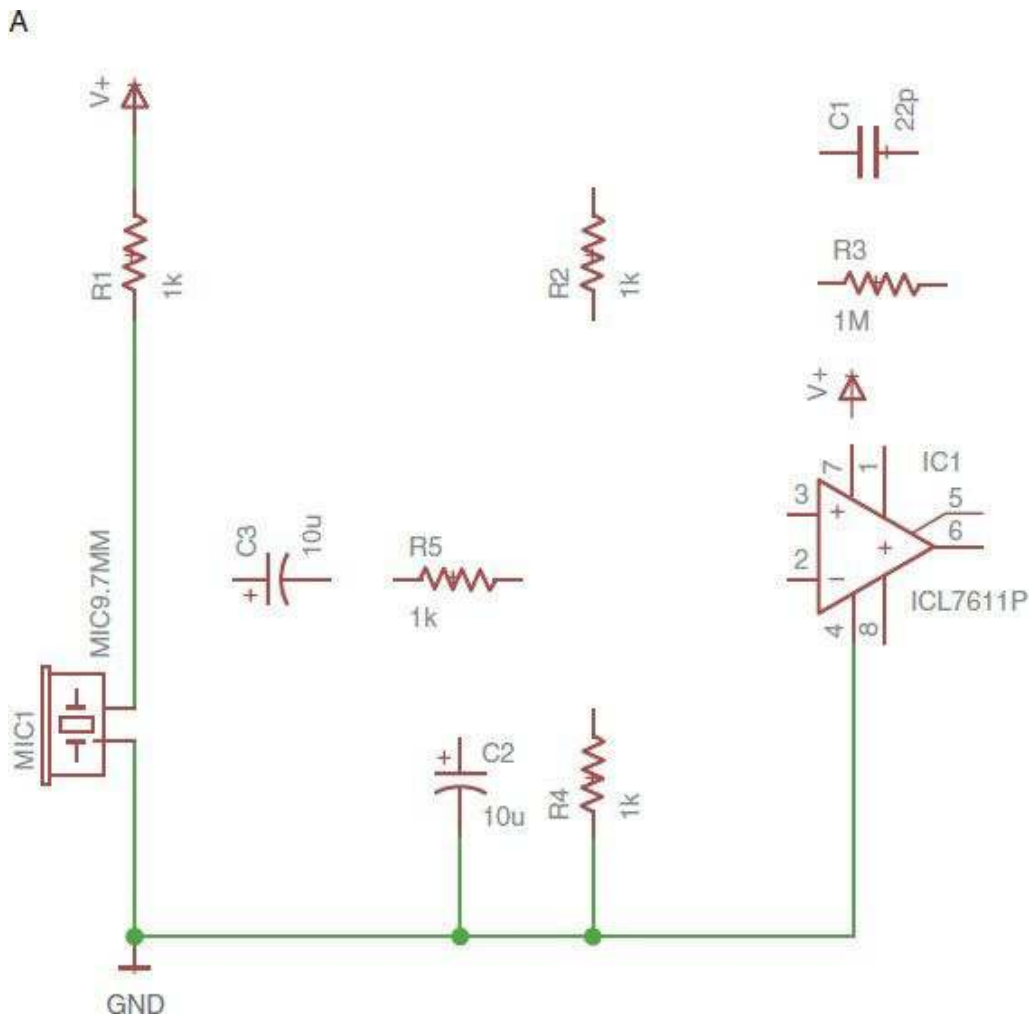 A
V+
C1
22p
R1
1k
R2
1k
R3
1M
V+
7
1
IC1
3
5
6
2
ICL7611P
4
8
C3
10u
R5
1k
MIC9.7MM
MIC1
C2
10u
R4
1k
GND